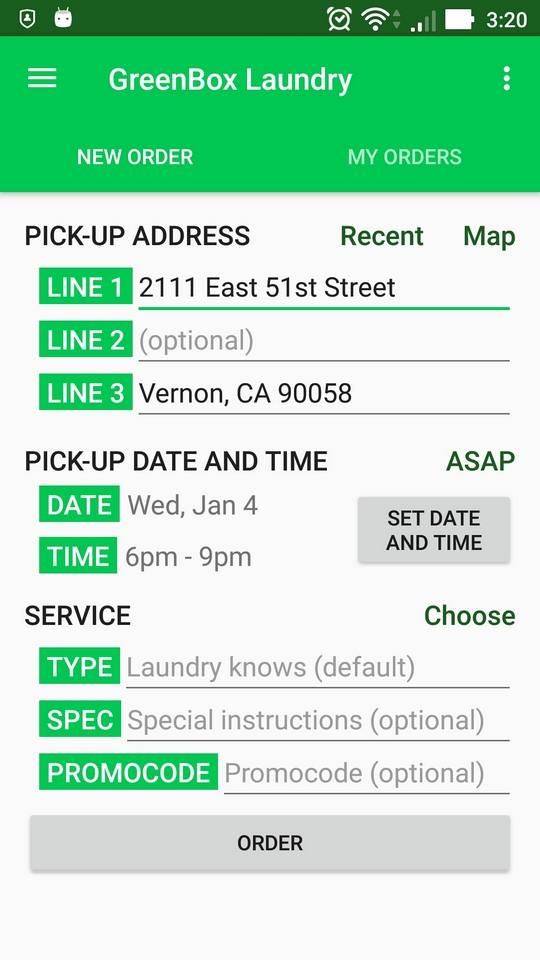 3:20
GreenBox Laundry
NEW ORDER MY ORDERS
PICK-UP ADDRESS Recent Map
LINE 1 2111 East 51st Street
LINE 2 (optional)
LINE 3 Vernon, CA 90058
PICK-UP DATE AND TIME ASAP
DATE Wed, Jan 4
SET DATE
AND TIME
TIME 6pm - 9pm
SERVICE Choose
TYPE Laundry knows (default)
SPEC Special instructions (optional)
PROMOCODE Promocode (optional)
ORDER